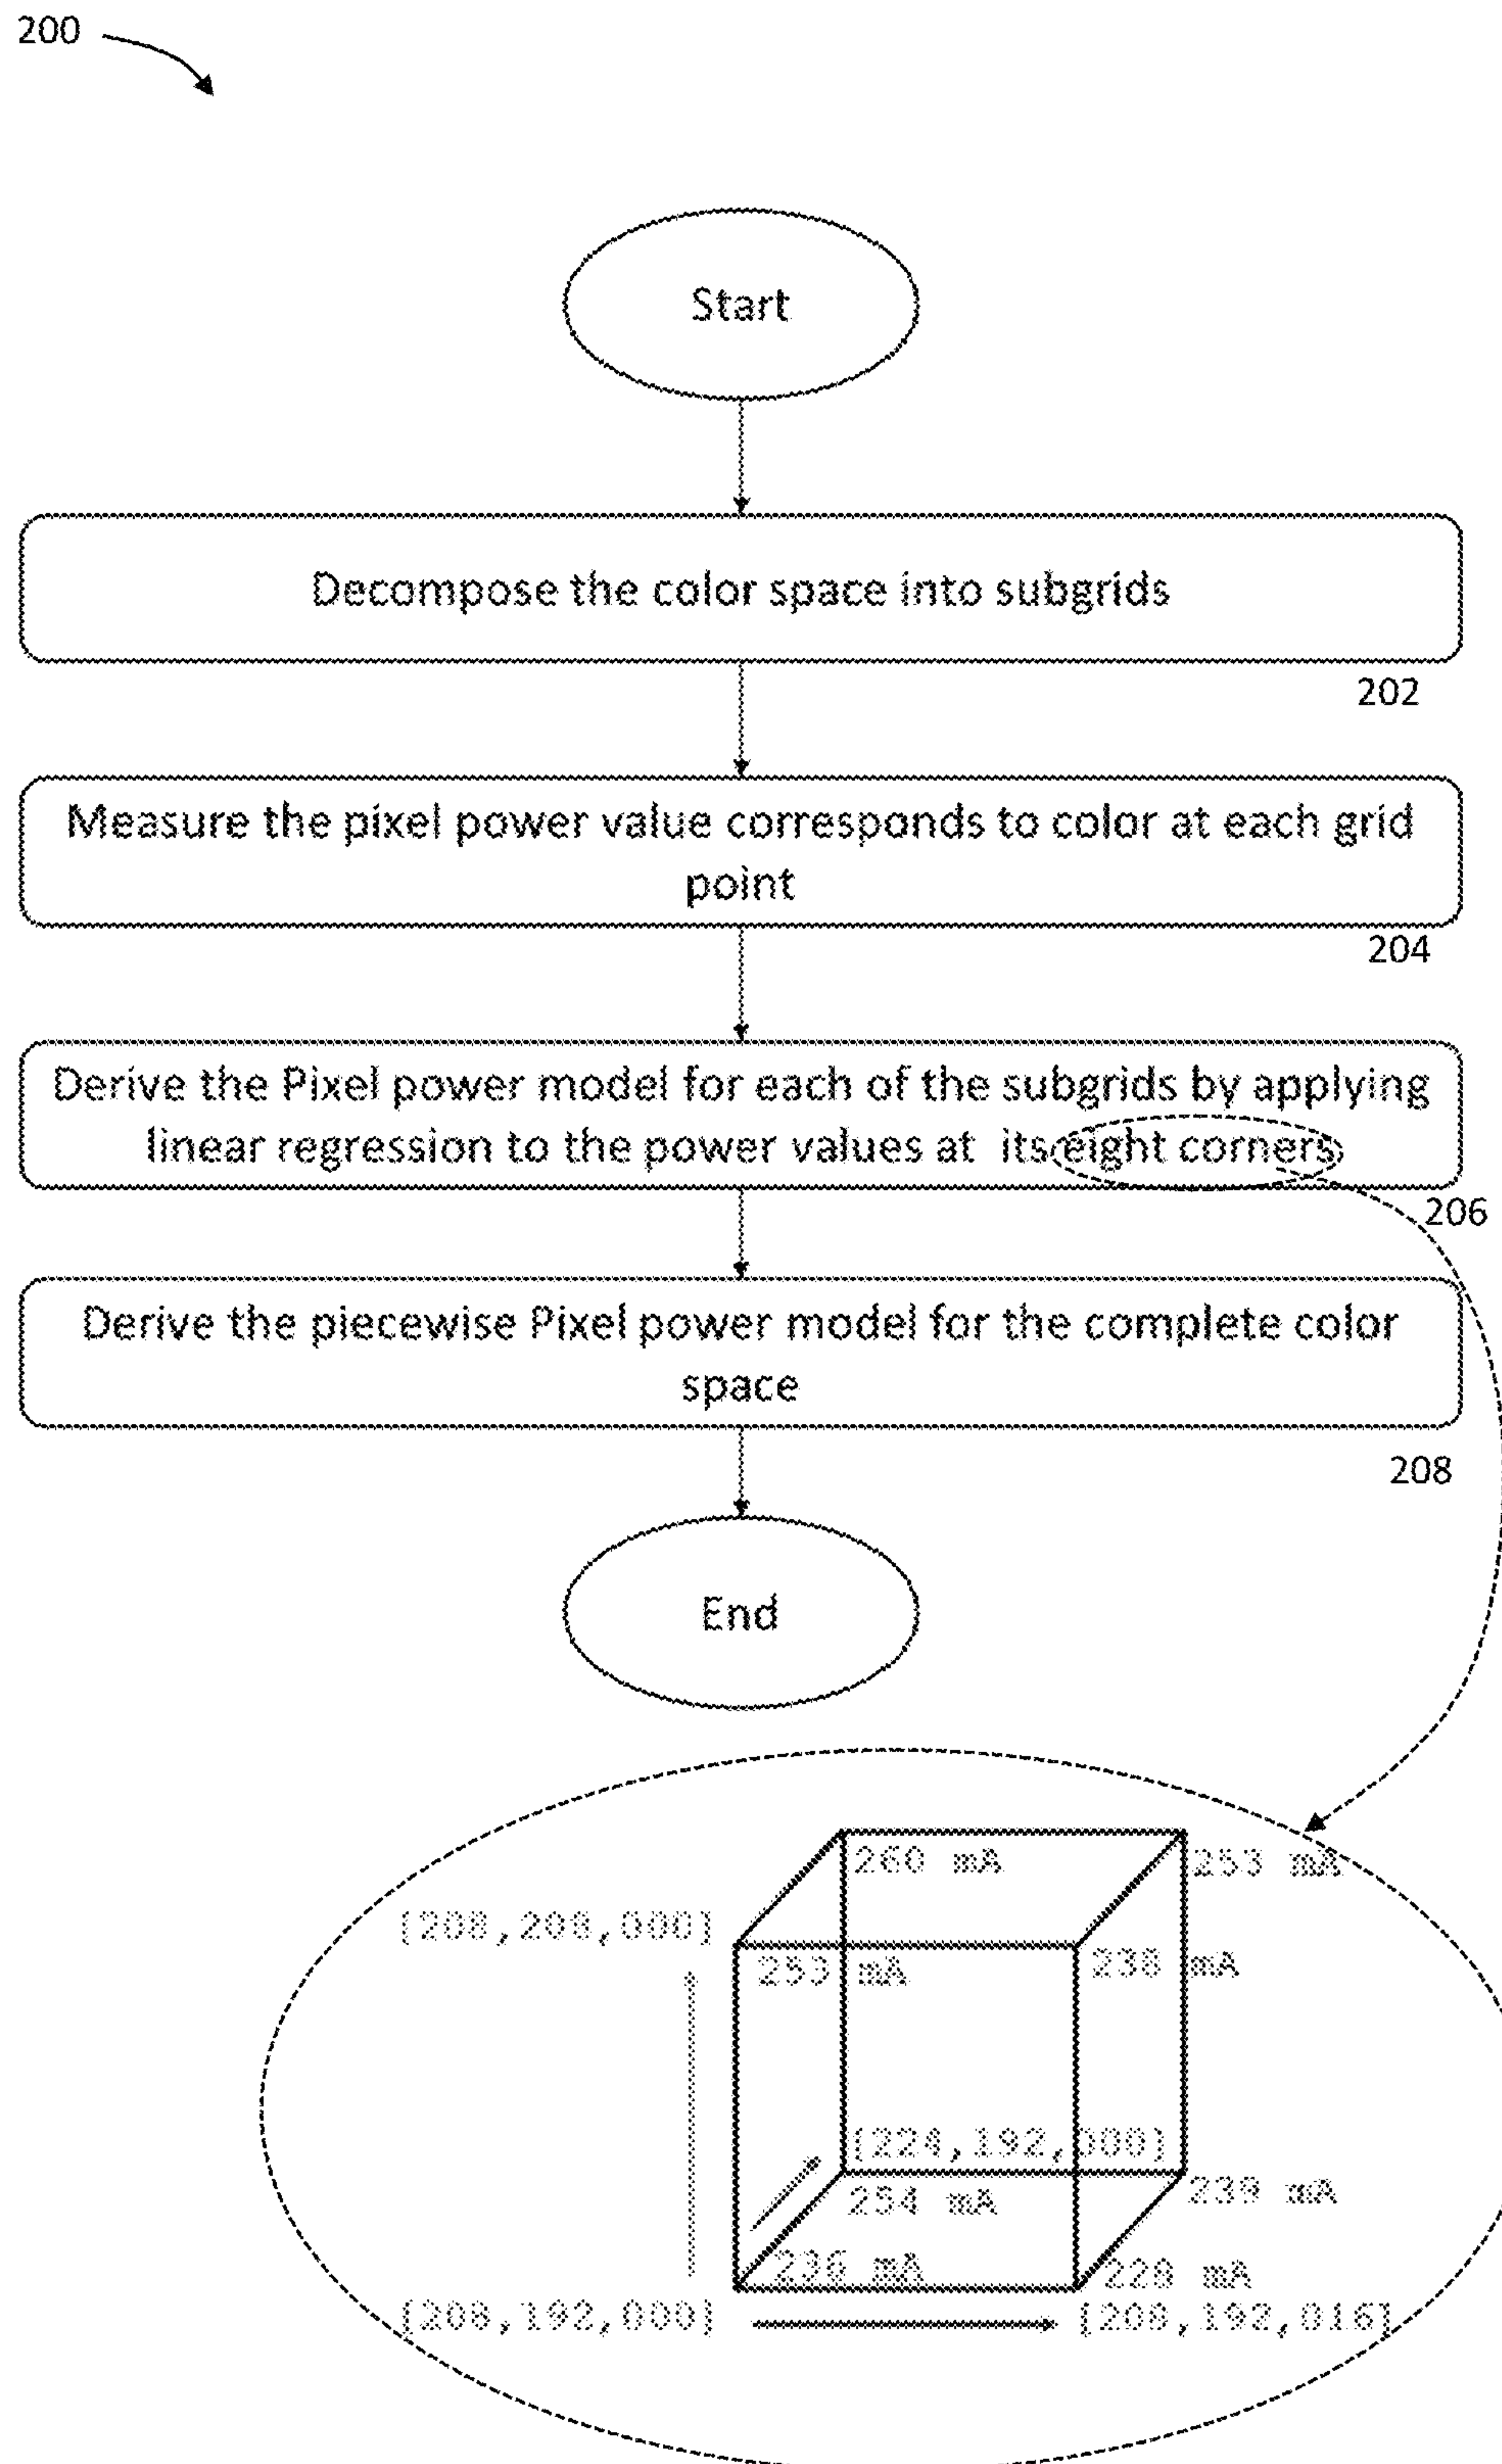 200
Start
Decompose the color space into subgrids
202
Measure the pixel power value corresponds to color at each grid
point
204
Derive the Pixel power model for each of the subgrids by applying
linear regression to the power values at its eight corners
206
Derive the piecewise Pixel power model for the complete color
space
208
End
260 mA
253 mA
[208,208,000]
253 mA
238 mA
[224,192,000]
254 mA
239 mA
236 mA
228 mA
[208,192,000]
[208,192,016]